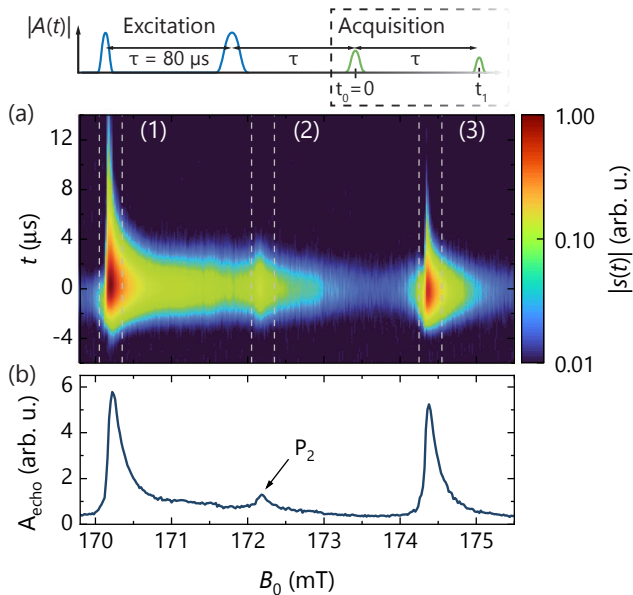 |A(t)|
Excitation
Acquisition
τ = 80 µs
τ
τ
t₀=0
t₁
(a)
(1)
(2)
(3)
12
8
4
0
-4
t (µs)
1.00
0.10
0.01
|s(t)| (arb. u.)
(b)
6
4
2
0
A_echo (arb. u.)
P₂
170
171
172
173
174
175
B₀ (mT)